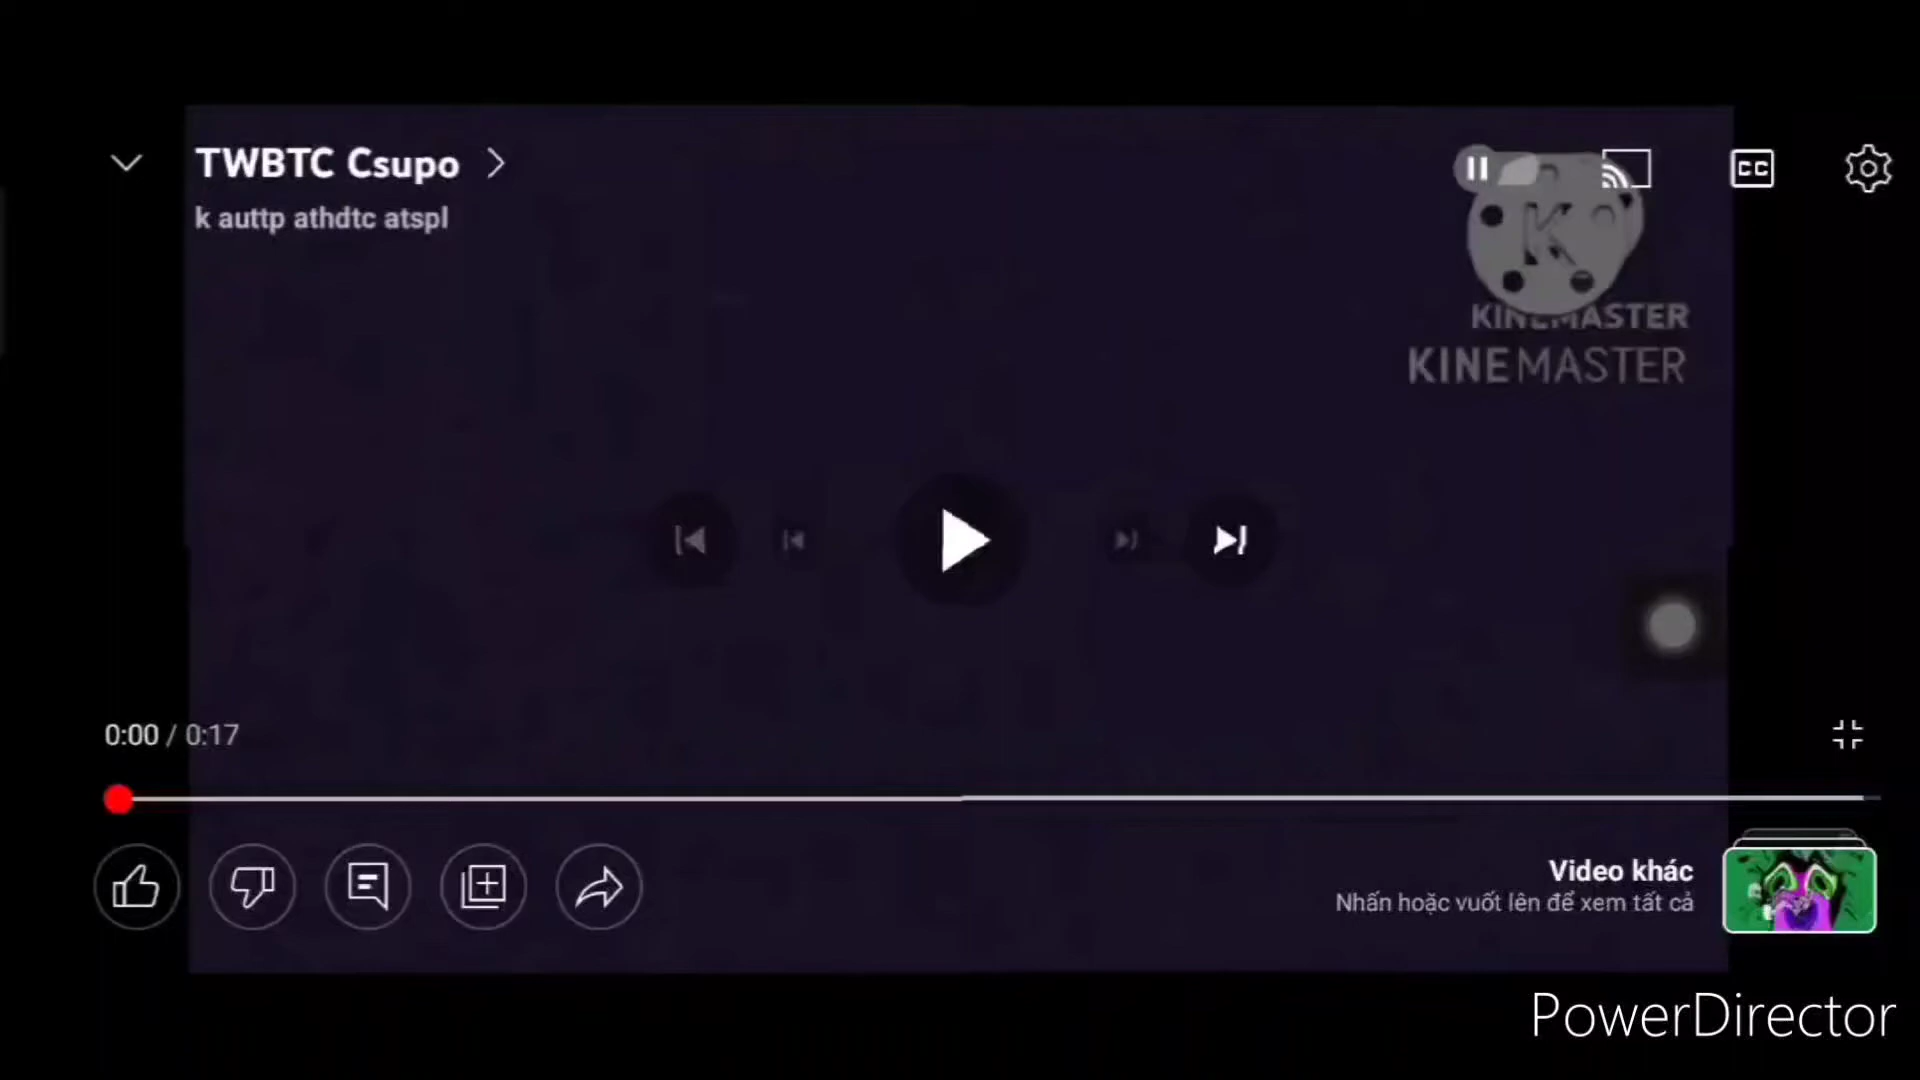 TWBTC Csupo
k auttp athdtc atspl
CC
K
KINEMASTER
KINEMASTER
0:00 / 0:17
Video khác
Nhấn hoặc vuốt lên để xem tất cả
PowerDirector